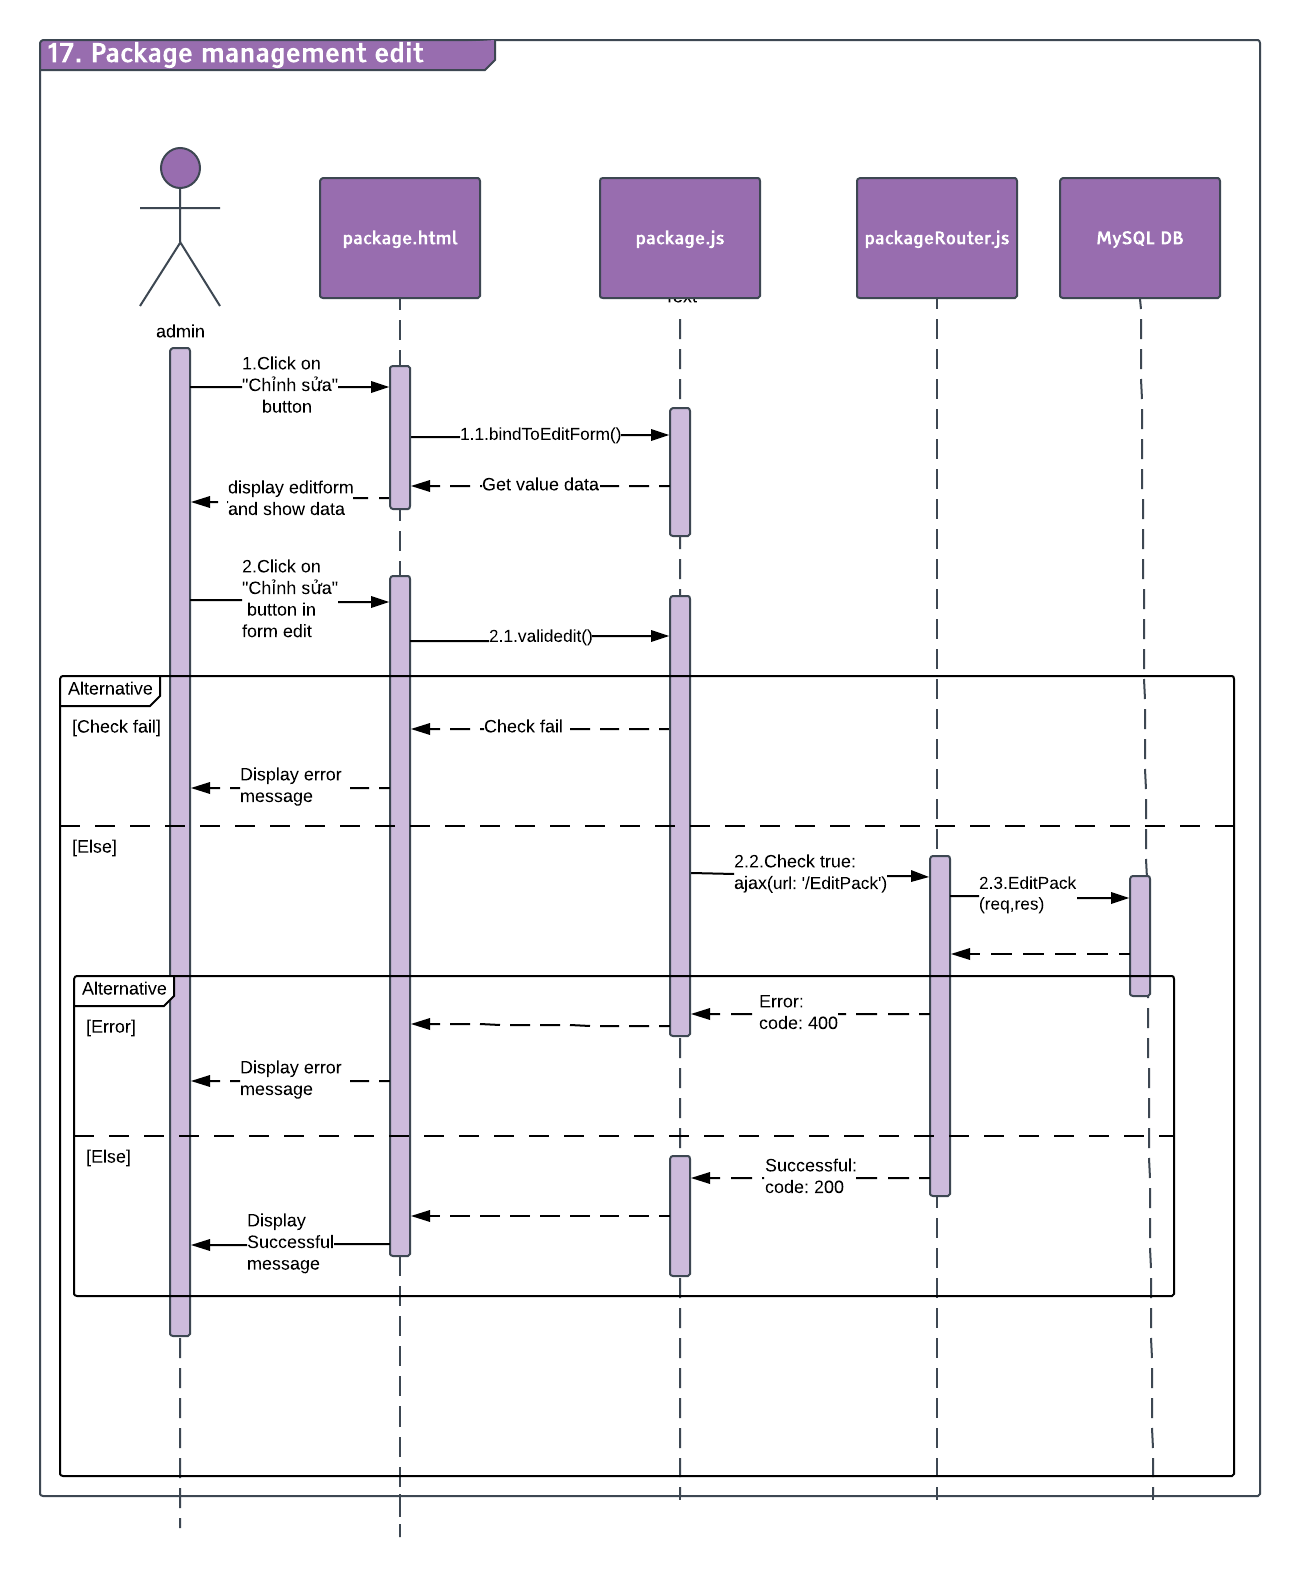 17. Package management edit
package.html
package.js
packageRouter.js
MySQL DB
admin
1.Click on
"Chỉnh sửa"
button
1.1.bindToEditForm()
Get value data
display editform
and show data
2.Click on
"Chỉnh sửa"
button in
form edit
2.1.validedit()
Alternative
[Check fail]
Check fail
Display error
message
[Else]
2.2.Check true:
ajax(url: '/EditPack')
2.3.EditPack
(req,res)
Alternative
[Error]
Error:
code: 400
Display error
message
[Else]
Successful:
code: 200
Display
Successful
message